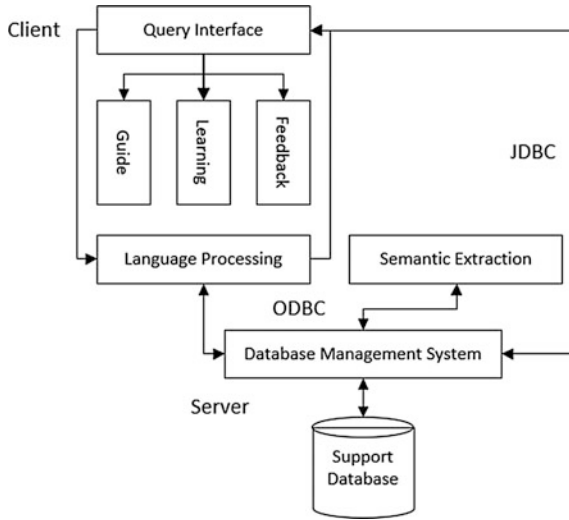 Client
Query Interface
Guide
Learning
Feedback
JDBC
Language Processing
Semantic Extraction
ODBC
Database Management System
Server
Support
Database